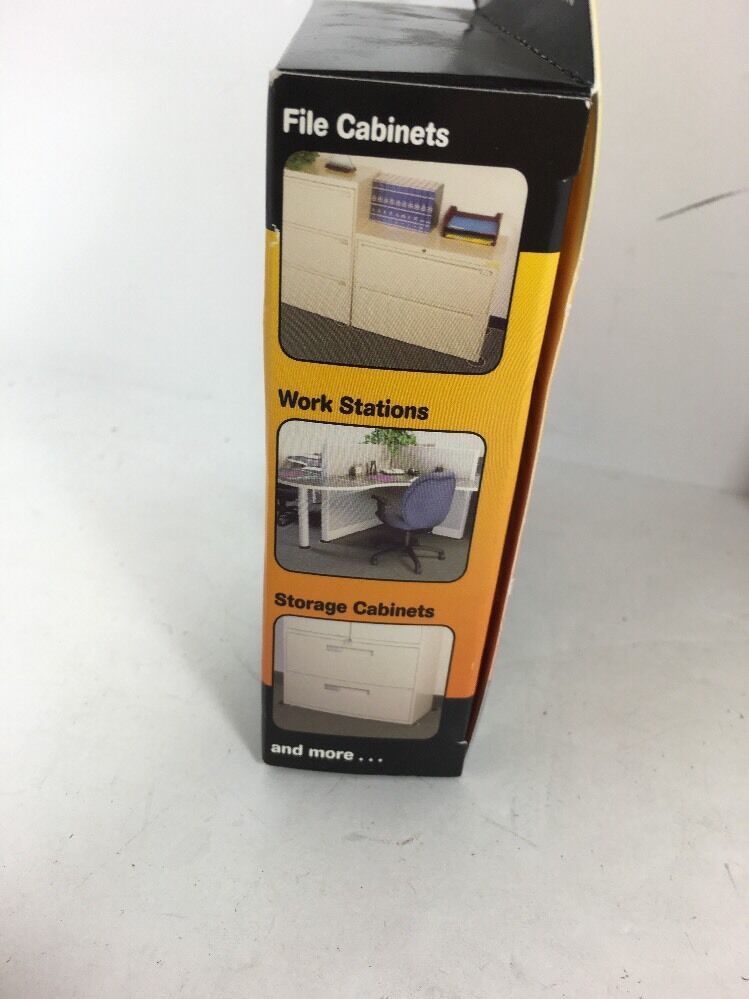 File Cabinets
Work Stations
Storage Cabinets
and more . . .